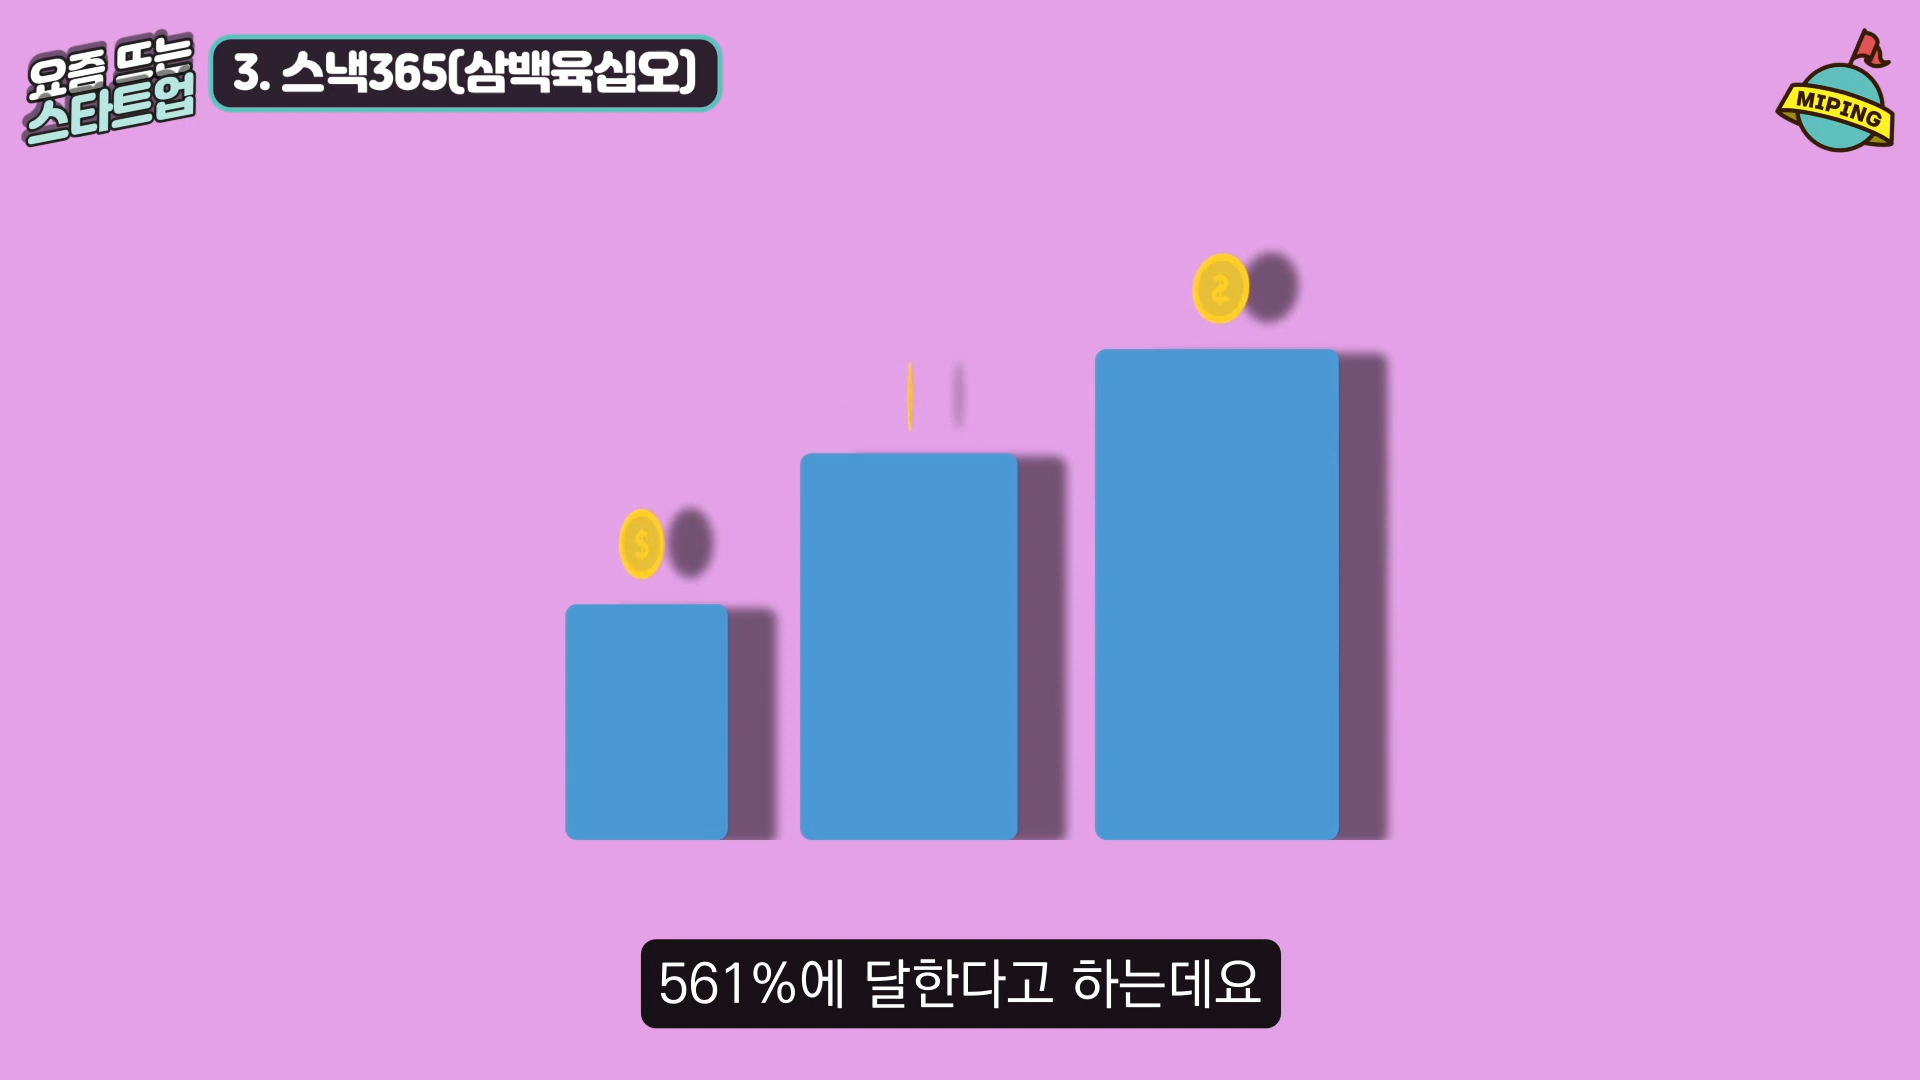 요즘 뜨는
스타트업
3. 스낵365(삼백육십오)
MIPING
$
$
561%에 달한다고 하는데요